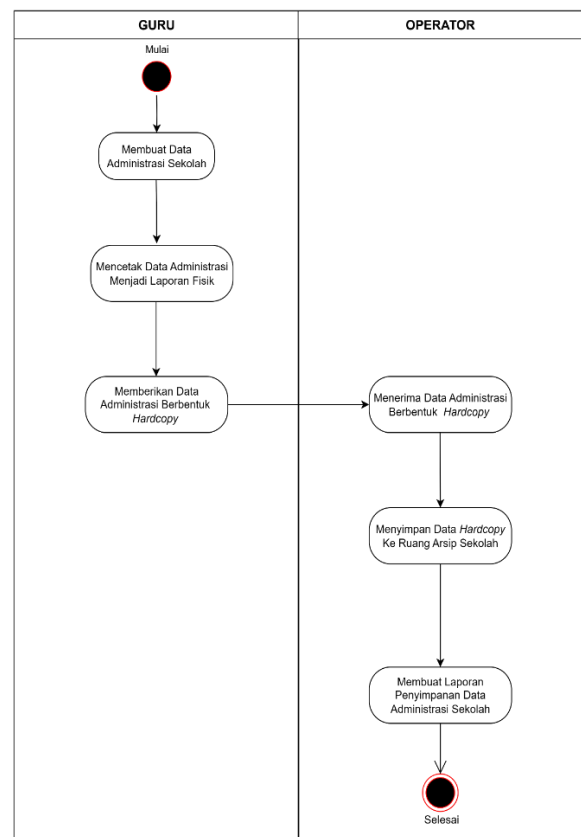 GURU
OPERATOR
Mulai
Membuat Data
Administrasi Sekolah
Mencetak Data Administrasi
Menjadi Laporan Fisik
Memberikan Data
Administrasi Berbentuk
Hardcopy
Menerima Data Administrasi
Berbentuk Hardcopy
Menyimpan Data Hardcopy
Ke Ruang Arsip Sekolah
Membuat Laporan
Penyimpanan Data
Administrasi Sekolah
Selesai